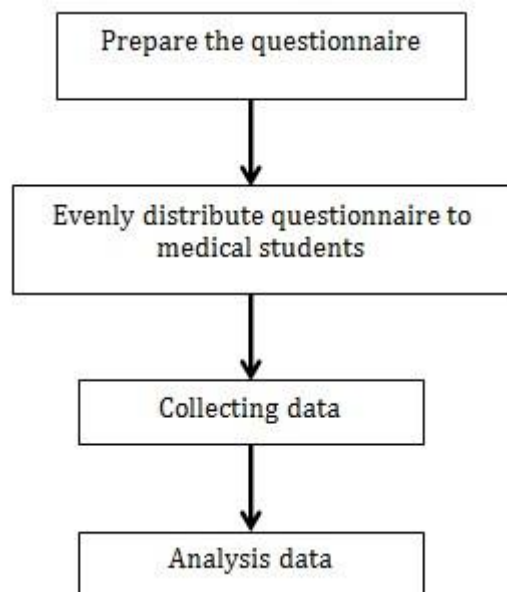 Prepare the questionnaire
Evenly distribute questionnaire to
medical students
Collecting data
Analysis data